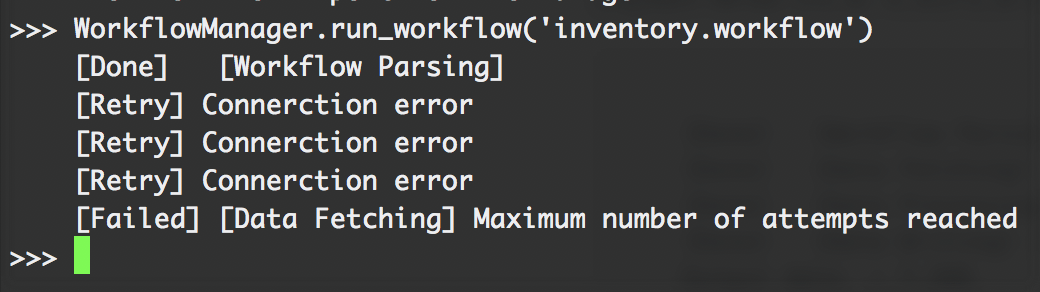 >>> WorkflowManager.run_workflow('inventory.workflow')
[Done] [Workflow Parsing]
[Retry] Connerction error
[Retry] Connerction error
[Retry] Connerction error
[Failed] [Data Fetching] Maximum number of attempts reached
>>>